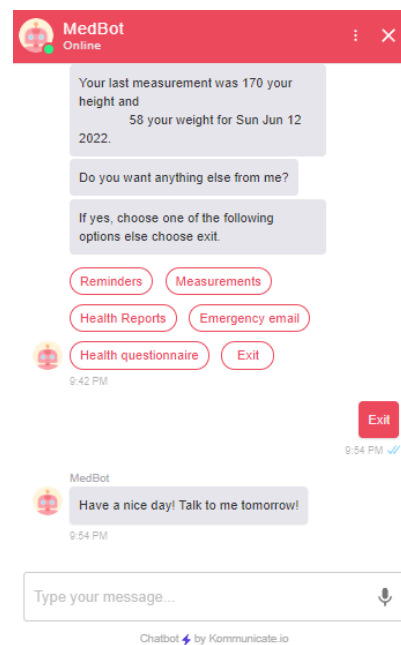 MedBot
Online
Your last measurement was 170 your
height and
58 your weight for Sun Jun 12
2022.
Do you want anything else from me?
If yes, choose one of the following
options else choose exit.
Reminders
Measurements
Health Reports
Emergency email
Health questionnaire
Exit
9:42 PM
Exit
9:54 PM
MedBot
Have a nice day! Talk to me tomorrow!
9:54 PM
Type your message...
Chatbot by Kommunicate.io